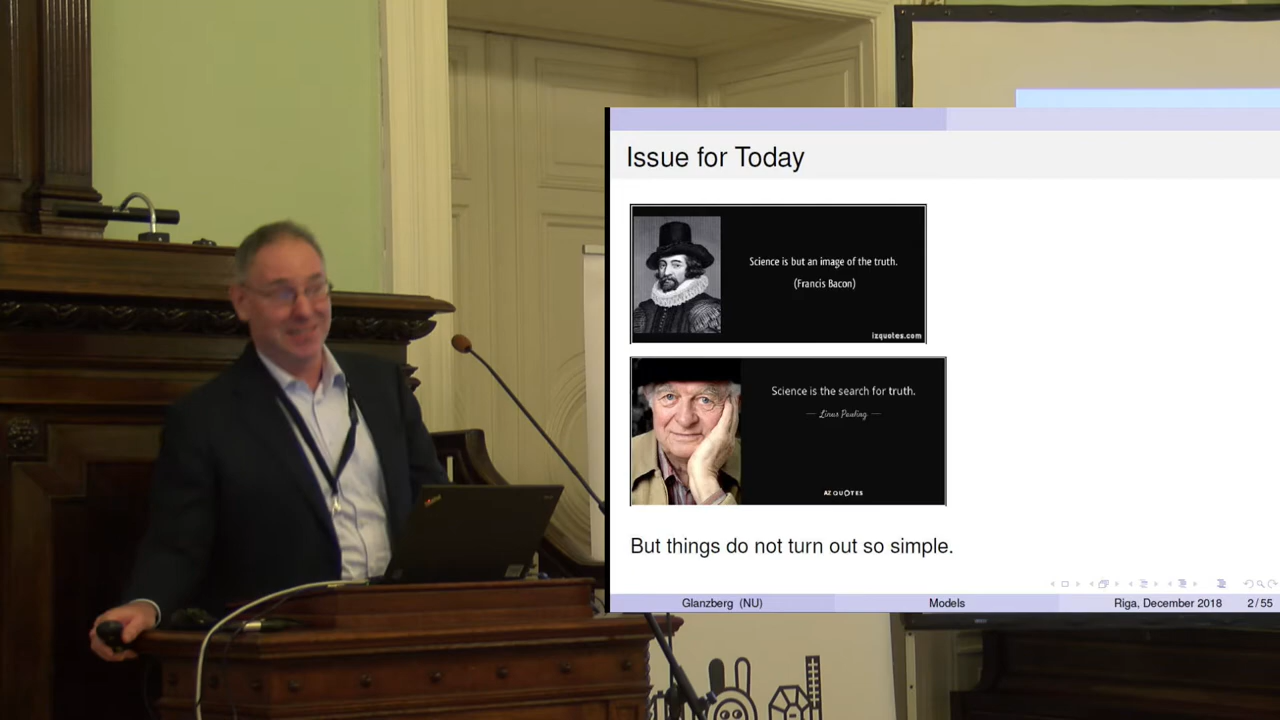 Issue for Today
Science is but an image of the truth.
(Francis Bacon)
izquotes.com
Science is the search for truth.
— Linus Pauling —
AZ QUOTES
But things do not turn out so simple.
Glanzberg (NU) Models Riga, December 2018 2/55